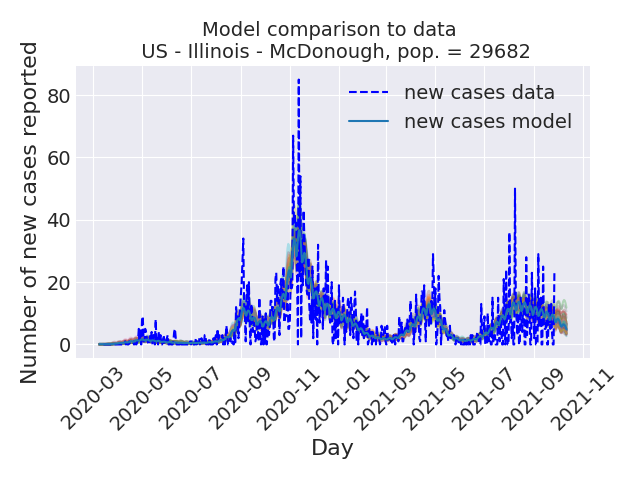 Model comparison to data
US - Illinois - McDonough, pop. = 29682
Number of new cases reported
80
60
40
20
0
new cases data
new cases model
2020-03
2020-05
2020-07
2020-09
2020-11
2021-01
2021-03
2021-05
2021-07
2021-09
2021-11
Day